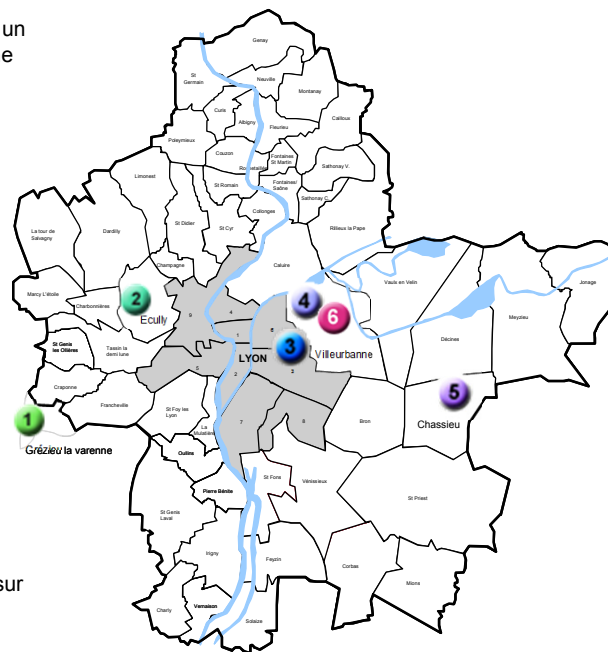 un
e
Genay
St
Germain
Neuville
Montanay
Curis
Albigny
Fleurieu
Cailloux
Poleymieux
Couzon
Fontaines
St Martin
Rochetaillée
Sathonay V.
Limonest
St Romain
Fontaines/
Saône
Sathonay C.
Collonges
St Didier
St Cyr
Rillieux la Pape
La tour de
Salvagny
Dardilly
Champagne
Caluire
Vaulx en Velin
Jonage
Marcy L'étoile
Charbonnières
2
Ecully
9
4
4
6
Meyzieu
1
6
Décines
St Genis
les Ollières
Tassin la
demi lune
LYON
3
Villeurbanne
5
2
3
Craponne
Francheville
St Foy les
Lyon
5
Chassieu
1
Grézieu la varenne
La
Mulatière
7
8
Bron
Oullins
St Fons
Vénissieux
Pierre Bénite
St Priest
St Genis
Laval
Irigny
Feyzin
Corbas
Mions
sur
Charly
Vernaison
Solaize